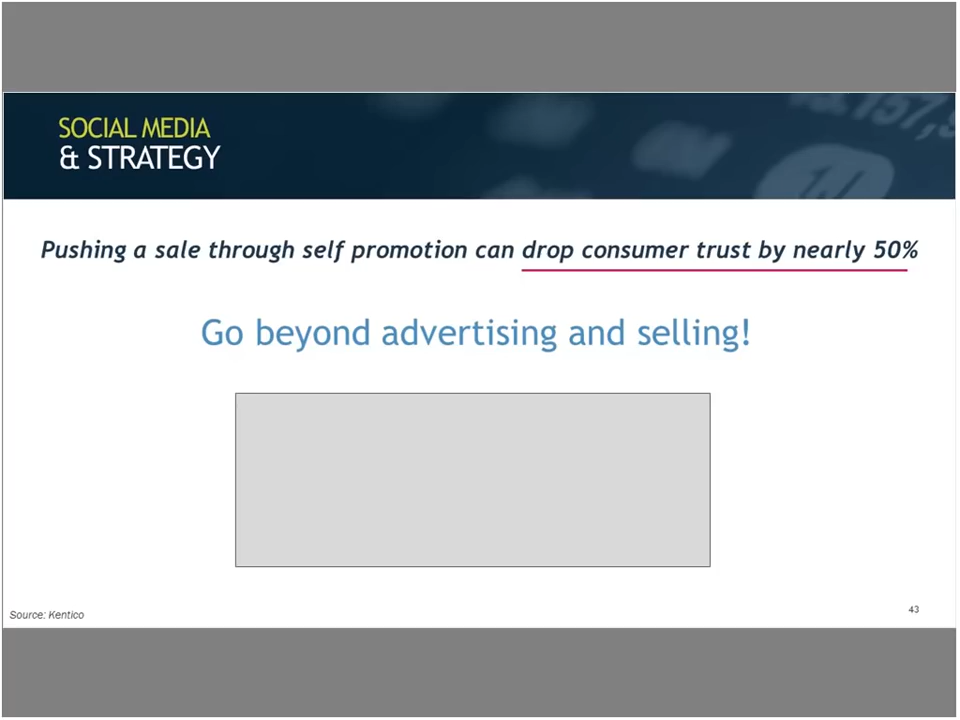 SOCIAL MEDIA
& STRATEGY
Pushing a sale through self promotion can drop consumer trust by nearly 50%
Go beyond advertising and selling!
Source: Kentico
43